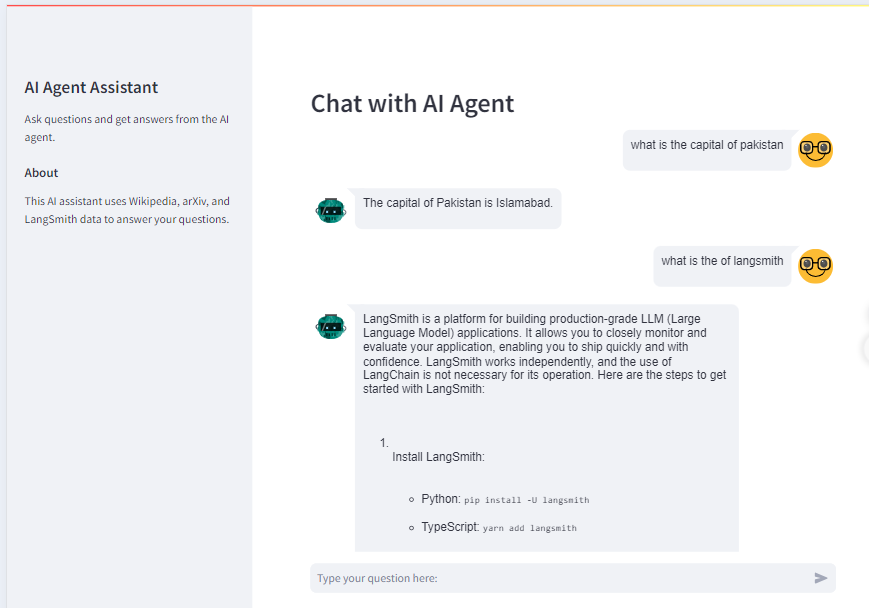 AI Agent Assistant
Ask questions and get answers from the AI
agent.
About
This AI assistant uses Wikipedia, arXiv, and
LangSmith data to answer your questions.
Chat with AI Agent
what is the capital of pakistan
The capital of Pakistan is Islamabad.
what is the of langsmith
LangSmith is a platform for building production-grade LLM (Large
Language Model) applications. It allows you to closely monitor and
evaluate your application, enabling you to ship quickly and with
confidence. LangSmith works independently, and the use of
LangChain is not necessary for its operation. Here are the steps to get
started with LangSmith:
1.
Install LangSmith:
Python: pip install -U langsmith
TypeScript: yarn add langsmith
Type your question here: